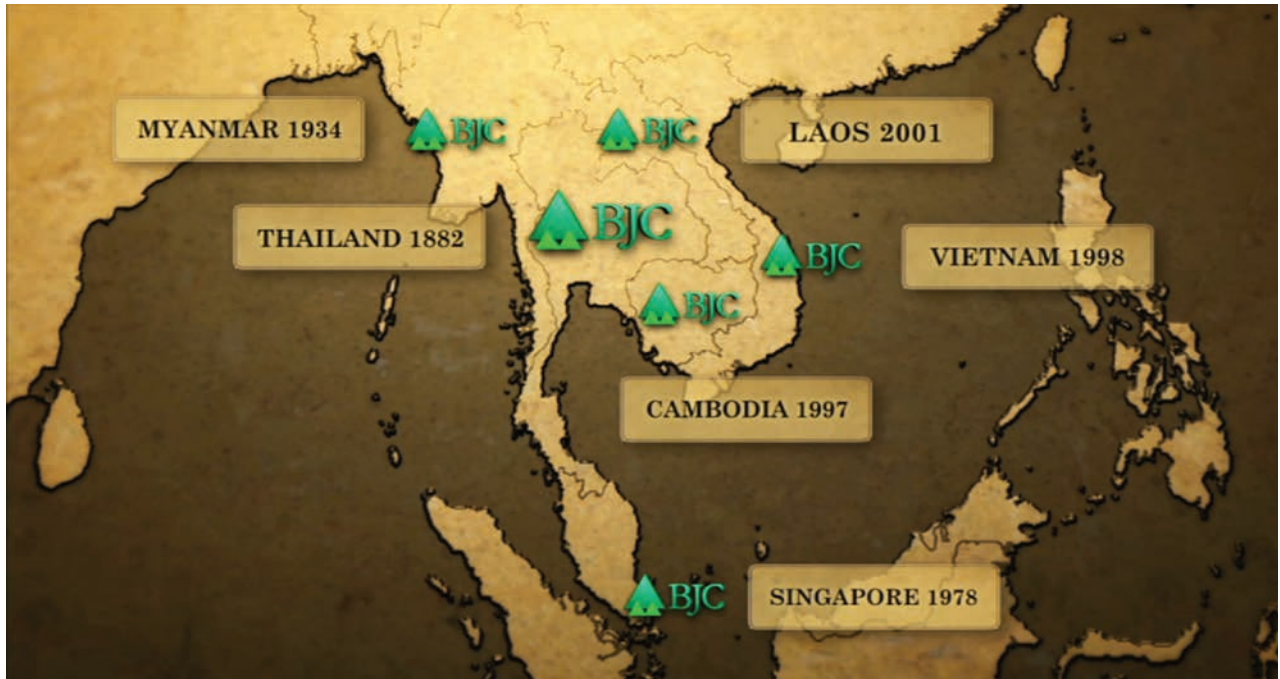 MYANMAR 1934
BJC
BJC
LAOS 2001
THAILAND 1882
BJC
BJC
VIETNAM 1998
BJC
CAMBODIA 1997
BJC
SINGAPORE 1978